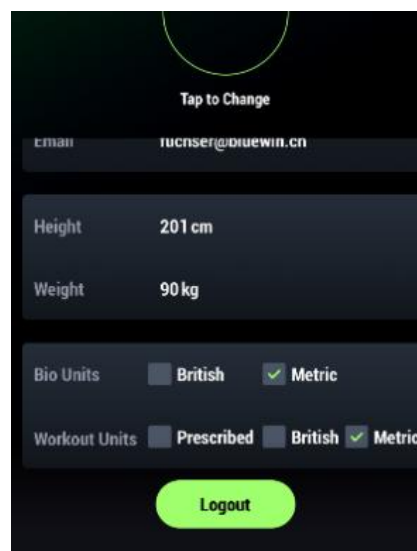 Tap to Change
Email fuchser@bluewin.ch
Height 201 cm
Weight 90 kg
Bio Units British Metric
Workout Units Prescribed British Metric
Logout